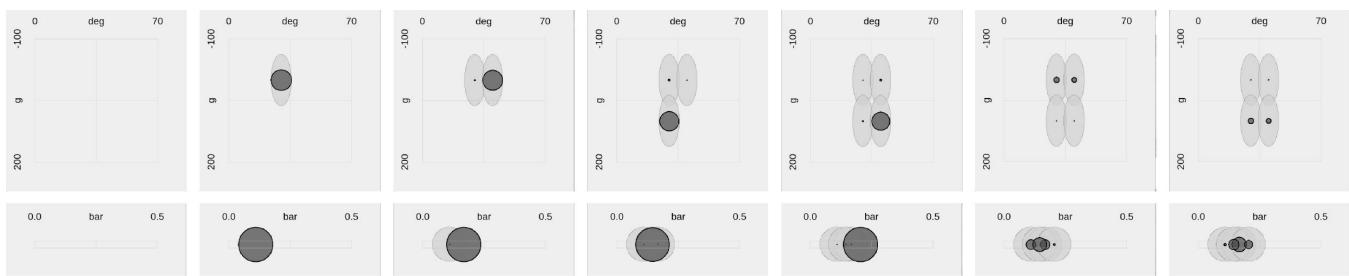 0 deg 70 0 deg 70 0 deg 70 0 deg 70 0 deg 70 0 deg 70 0 deg 70
-100 -100 -100 -100 -100 -100 -100
g g g g g g g
200 200 200 200 200 200 200
0.0 bar 0.5 0.0 bar 0.5 0.0 bar 0.5 0.0 bar 0.5 0.0 bar 0.5 0.0 bar 0.5 0.0 bar 0.5